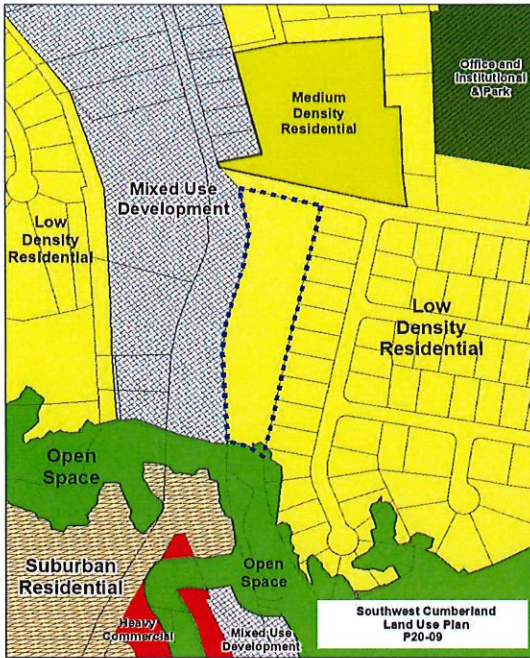 Office and
Institutional
& Park
Medium
Density
Residential
Mixed Use
Development
Low
Density
Residential
Low
Density
Residential
Open
Space
Suburban
Residential
Open
Space
Heavy
Commercial
Mixed Use
Development
Southwest Cumberland
Land Use Plan
P20-09